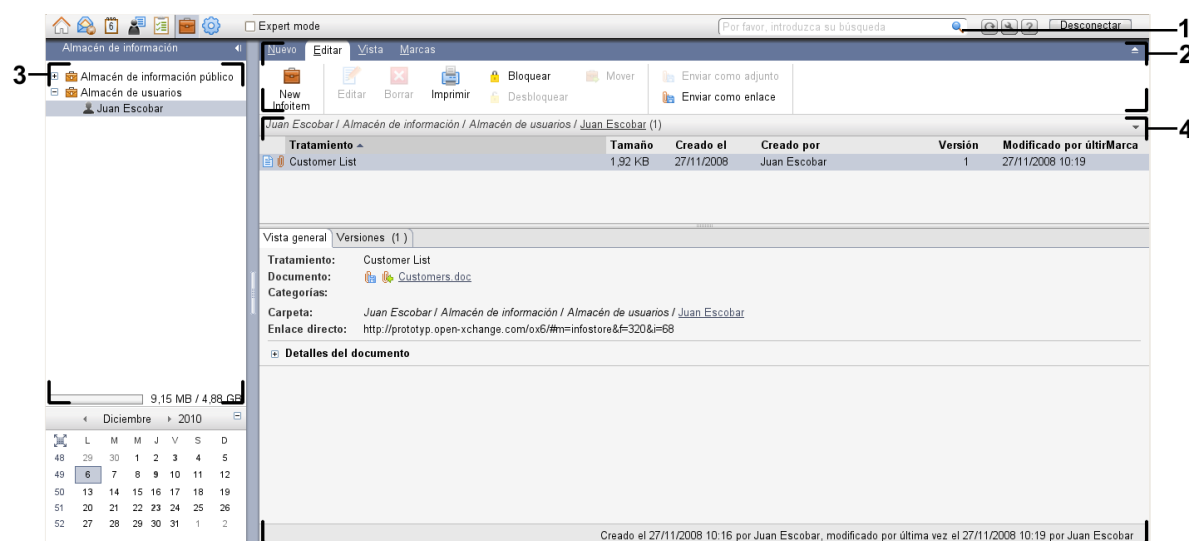 6
Expert mode
Por favor, introduzca su búsqueda
Desconectar
1
Almacén de información
Nuevo Editar Vista Marcas
2
3
Almacén de información público
Almacén de usuarios
Juan Escobar
New Infoitem
Editar
Borrar
Imprimir
Bloquear
Desbloquear
Mover
Enviar como adjunto
Enviar como enlace
Juan Escobar / Almacén de información / Almacén de usuarios / Juan Escobar (1)
4
Tratamiento Tamaño Creado el Creado por Versión Modificado por últirMarca
Customer List 1,92 KB 27/11/2008 Juan Escobar 1 27/11/2008 10:19
Vista general Versiones (1 )
Tratamiento: Customer List
Documento: Customers.doc
Categorías:
Carpeta: Juan Escobar / Almacén de información / Almacén de usuarios / Juan Escobar
Enlace directo: http://prototyp.open-xchange.com/ox6/#m=infostore&f=320&i=68
Detalles del documento
9,15 MB / 4,88 GB
Diciembre 2010
L M M J V S D
48 29 30 1 2 3 4 5
49 6 7 8 9 10 11 12
50 13 14 15 16 17 18 19
51 20 21 22 23 24 25 26
52 27 28 29 30 31 1 2
Creado el 27/11/2008 10:16 por Juan Escobar, modificado por última vez el 27/11/2008 10:19 por Juan Escobar